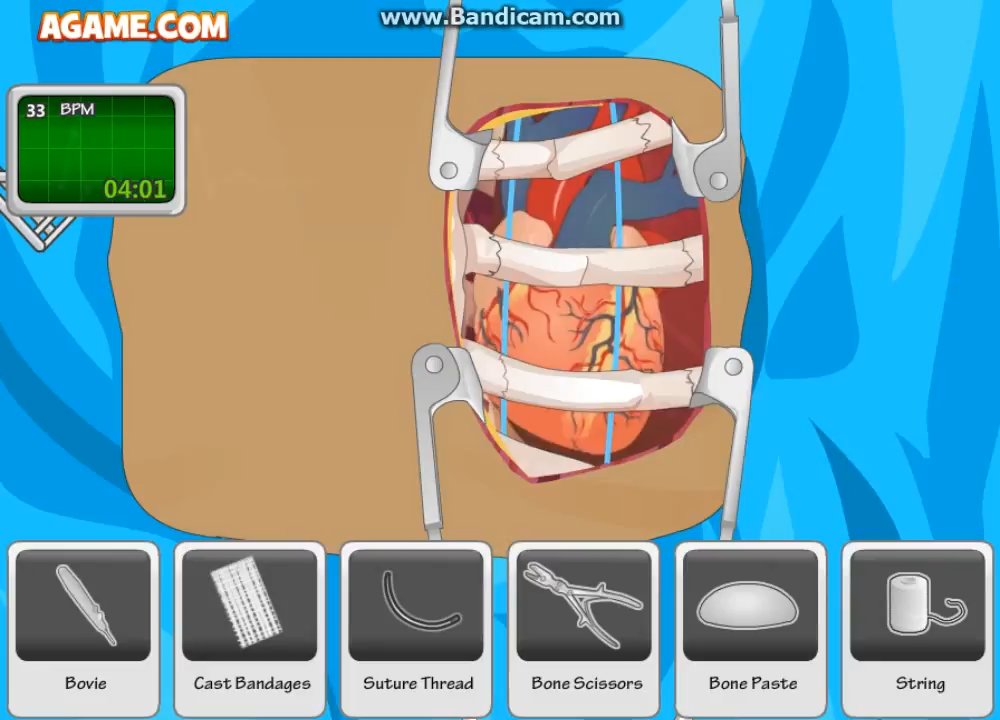 www.Bandicam.com
AGAME.COM
33 BPM
04:01
Bovie
Cast Bandages
Suture Thread
Bone Scissors
Bone Paste
String